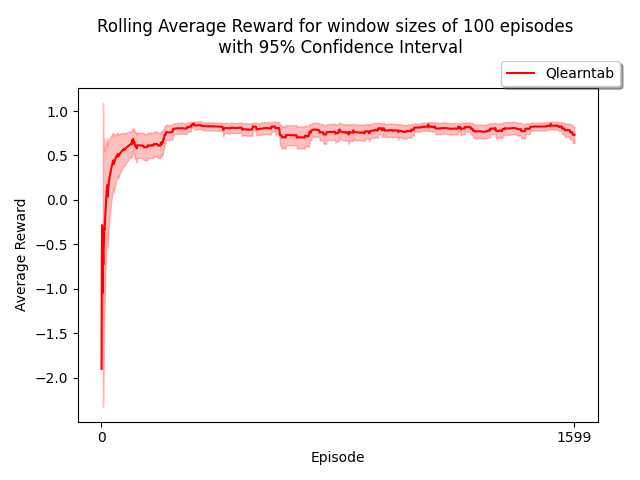 Rolling Average Reward for window sizes of 100 episodes
with 95% Confidence Interval
Qlearntab
1.0
0.5
0.0
−0.5
−1.0
−1.5
−2.0
Average Reward
0
1599
Episode